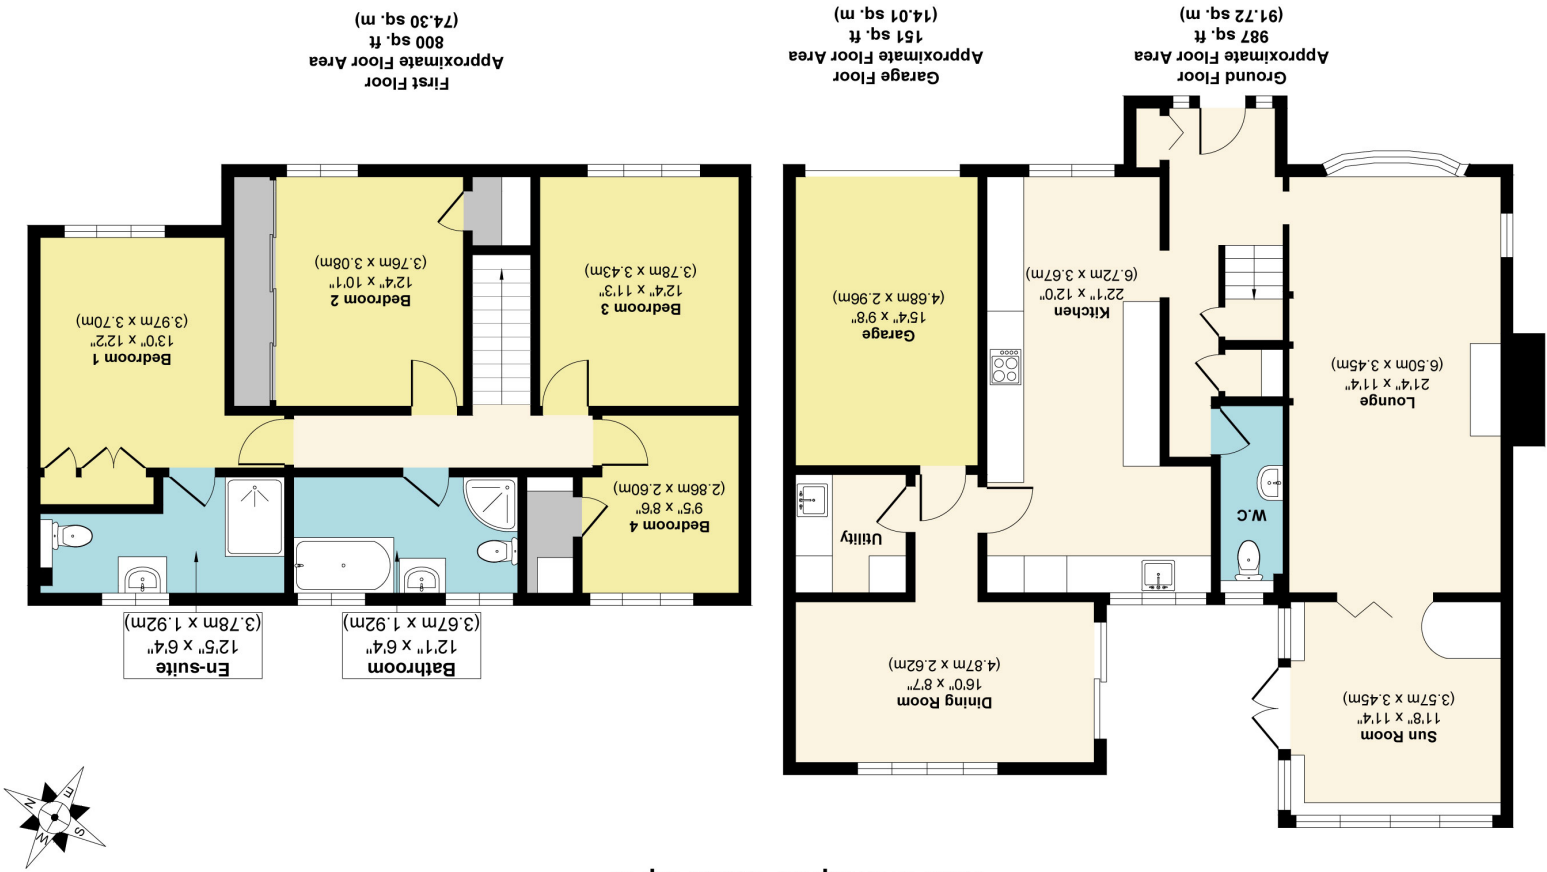 Sun Room
11'8" x 11'4"
(3.57m x 3.45m)
Dining Room
16'0" x 8'7"
(4.87m x 2.62m)
Utility
W.C
Lounge
21'4" x 11'4"
(6.50m x 3.45m)
Kitchen
22'1" x 12'0"
(6.72m x 3.67m)
Garage
15'4" x 9'8"
(4.68m x 2.96m)
Ground Floor
Approximate Floor Area
987 sq. ft
(91.72 sq. m)
Garage Floor
Approximate Floor Area
151 sq. ft
(14.01 sq. m)
Bathroom
12'1" x 6'4"
(3.67m x 1.92m)
En-suite
12'5" x 6'4"
(3.78m x 1.92m)
Bedroom 4
9'5" x 8'6"
(2.86m x 2.60m)
Bedroom 3
12'4" x 11'3"
(3.78m x 3.43m)
Bedroom 2
12'4" x 10'1"
(3.76m x 3.08m)
Bedroom 1
13'0" x 12'2"
(3.97m x 3.70m)
First Floor
Approximate Floor Area
800 sq. ft
(74.30 sq. m)
N
E
S
W